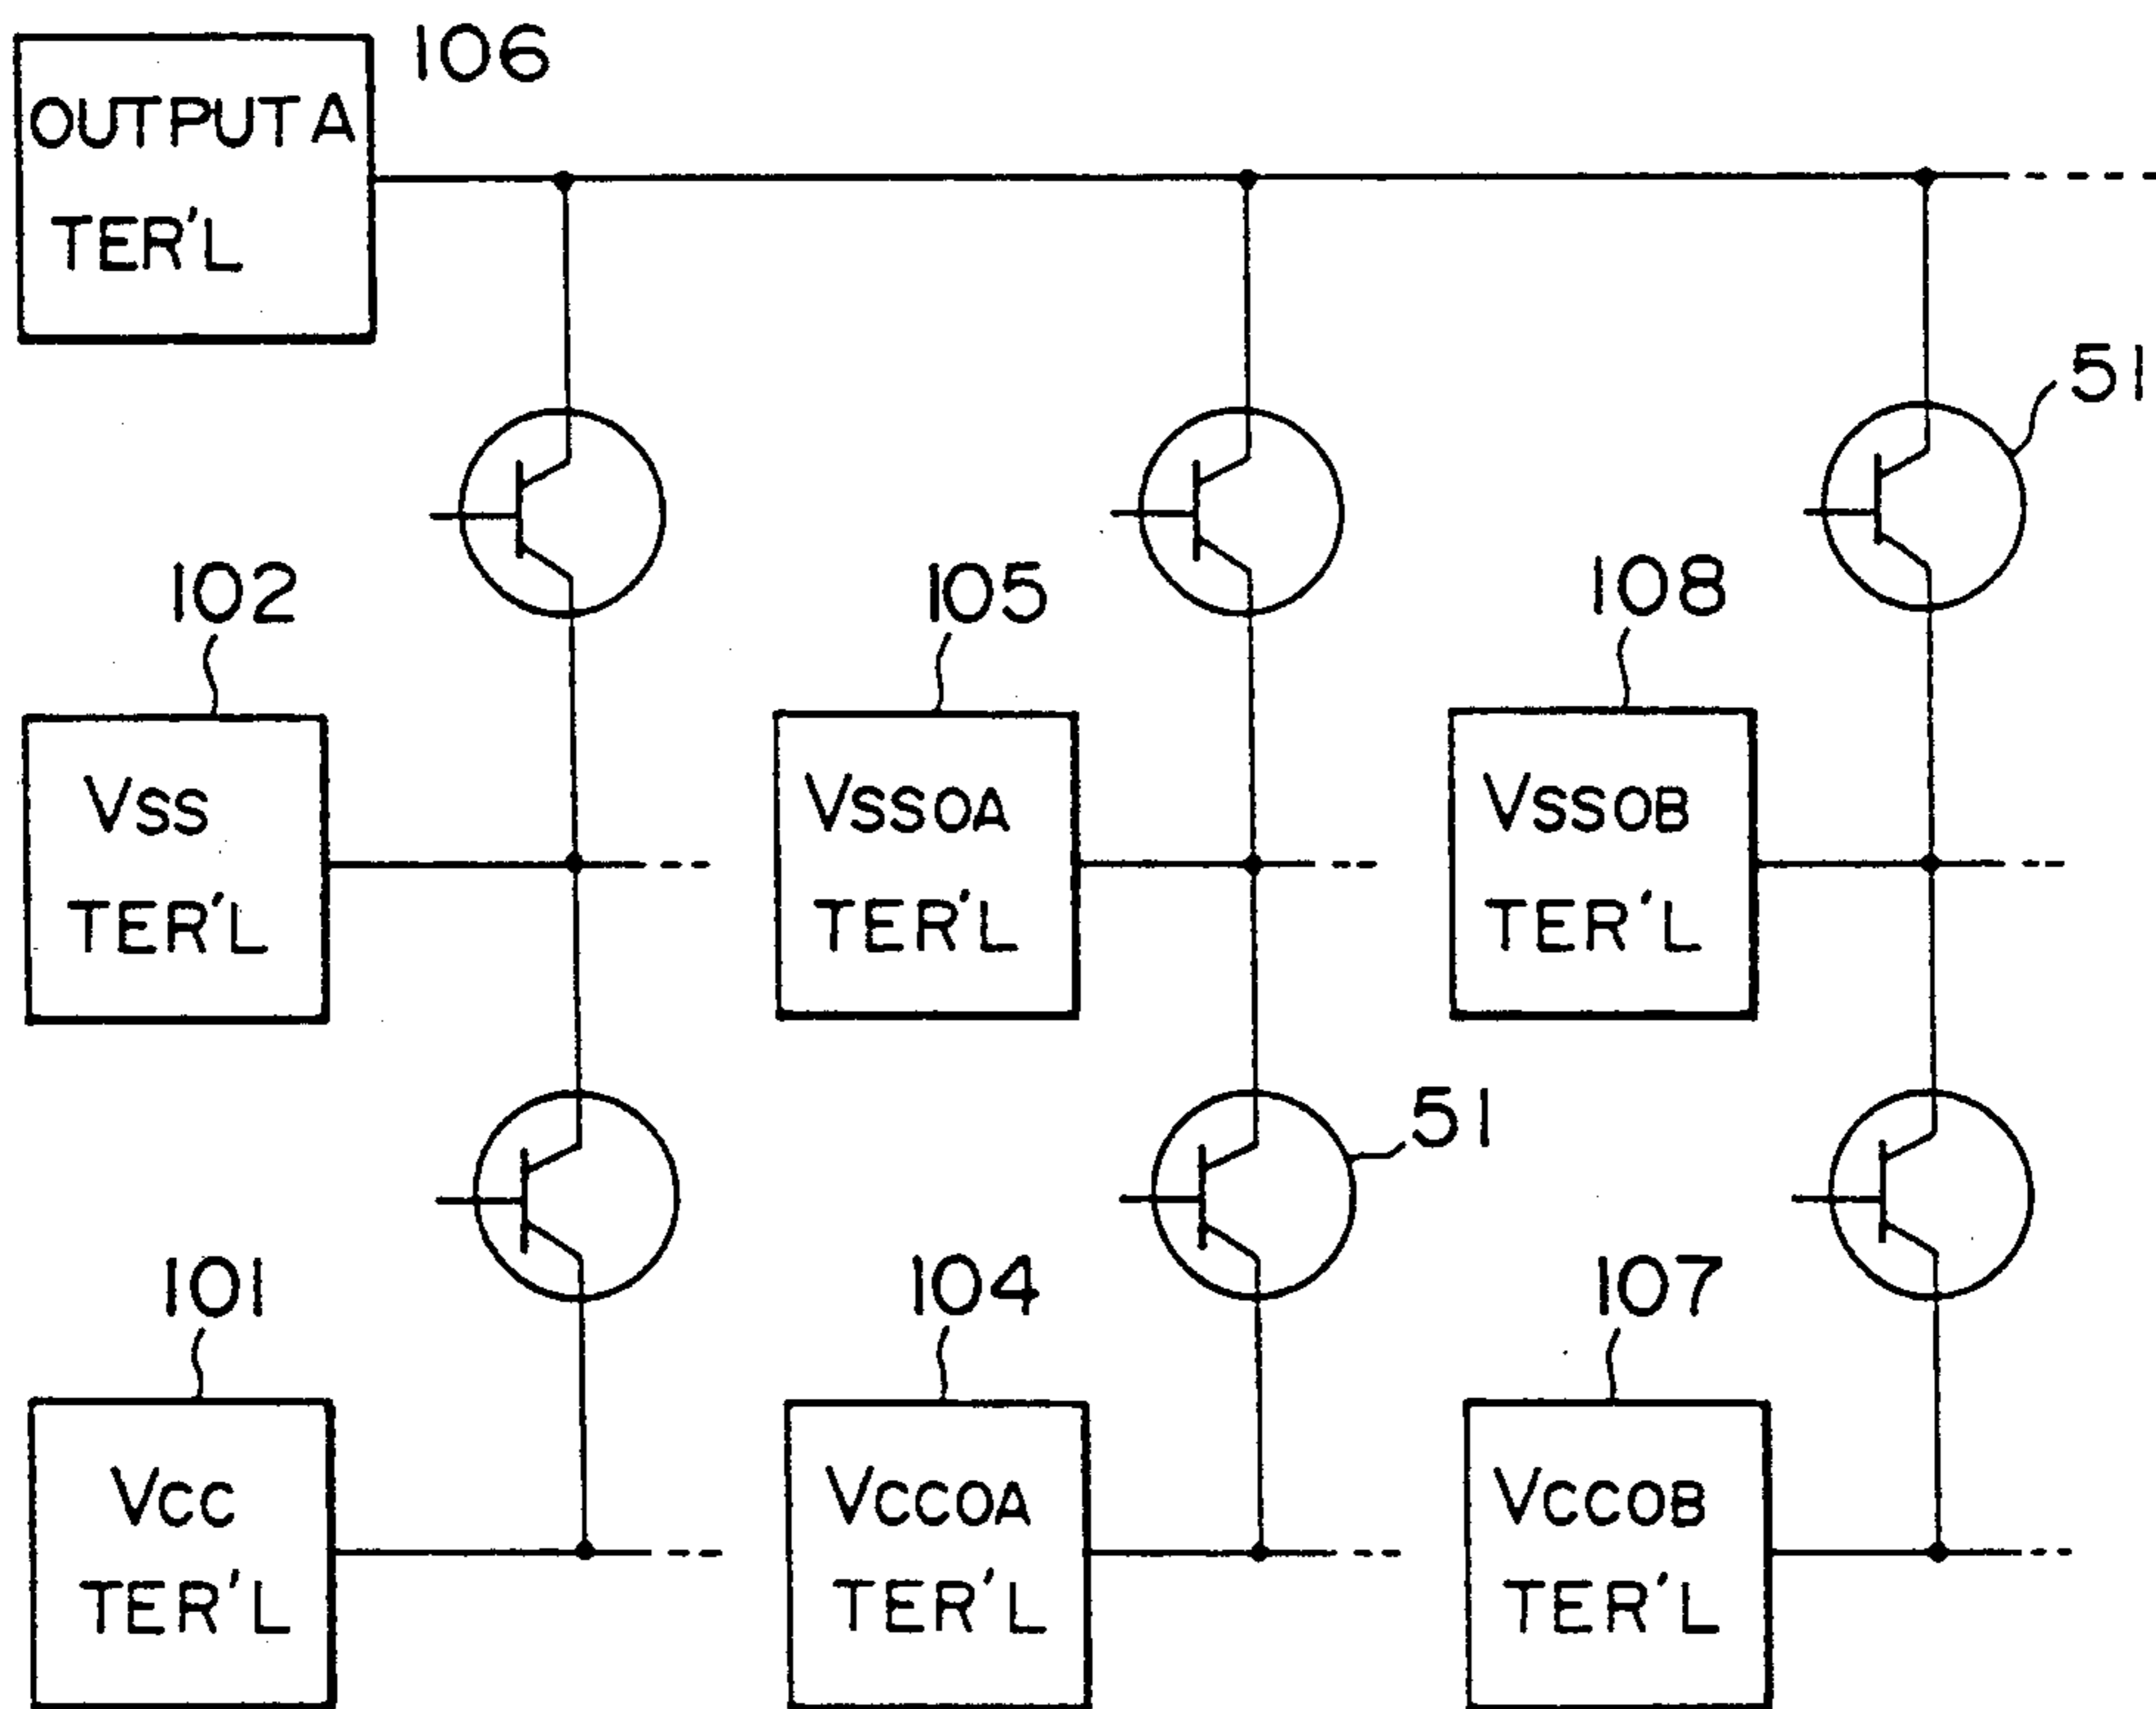 106
OUTPUT A
TER'L
51
102
105
108
VSS
TER'L
VSSOA
TER'L
VSSOB
TER'L
51
101
104
107
VCC
TER'L
VCCOA
TER'L
VCCOB
TER'L